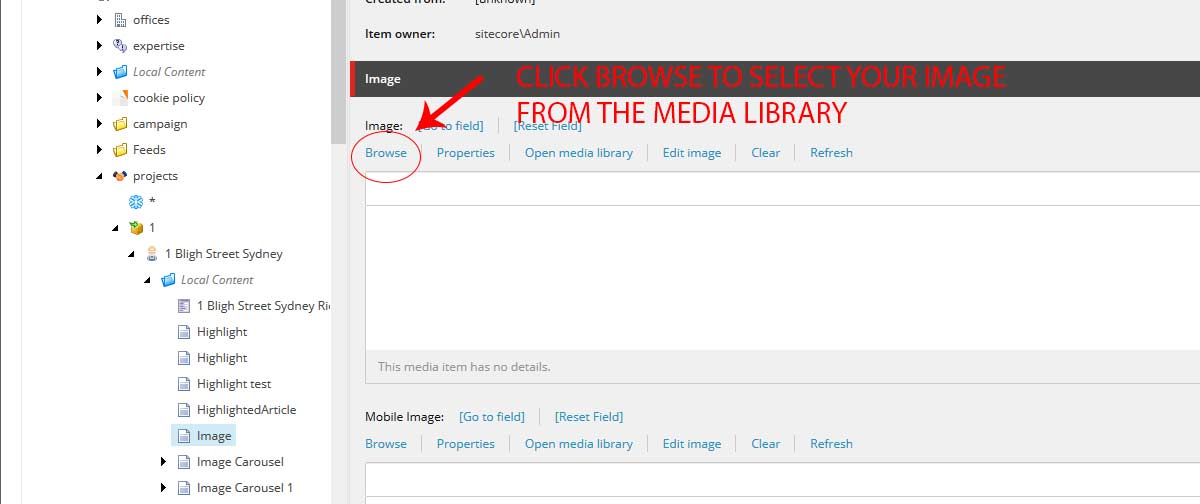 offices
expertise
Local Content
cookie policy
campaign
Feeds
projects
*
1
1 Bligh Street Sydney
Local Content
1 Bligh Street Sydney Ri
Highlight
Highlight
Highlight test
HighlightedArticle
Image
Image Carousel
Image Carousel 1
Created from: [unknown]
Item owner: sitecore\Admin
Image
CLICK BROWSE TO SELECT YOUR IMAGE
FROM THE MEDIA LIBRARY
Image: [Go to field] [Reset Field]
Browse Properties Open media library Edit image Clear Refresh
This media item has no details.
Mobile Image: [Go to field] [Reset Field]
Browse Properties Open media library Edit image Clear Refresh